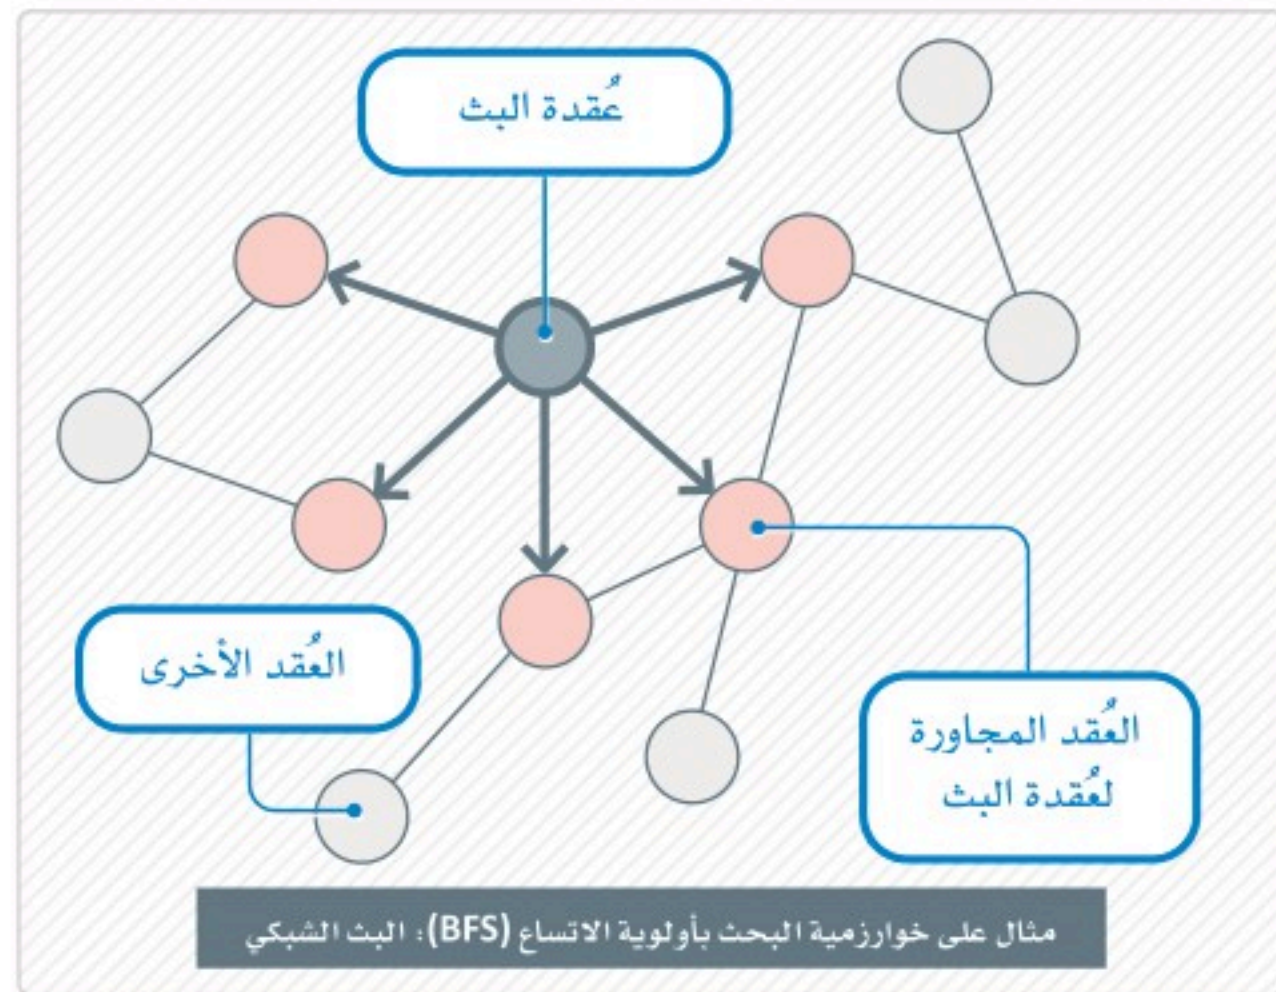 عُقدة البث
العُقد الأخرى
العُقد المجاورة
لعُقدة البث
مثال على خوارزمية البحث بأولوية الاتساع (BFS): البث الشبكي